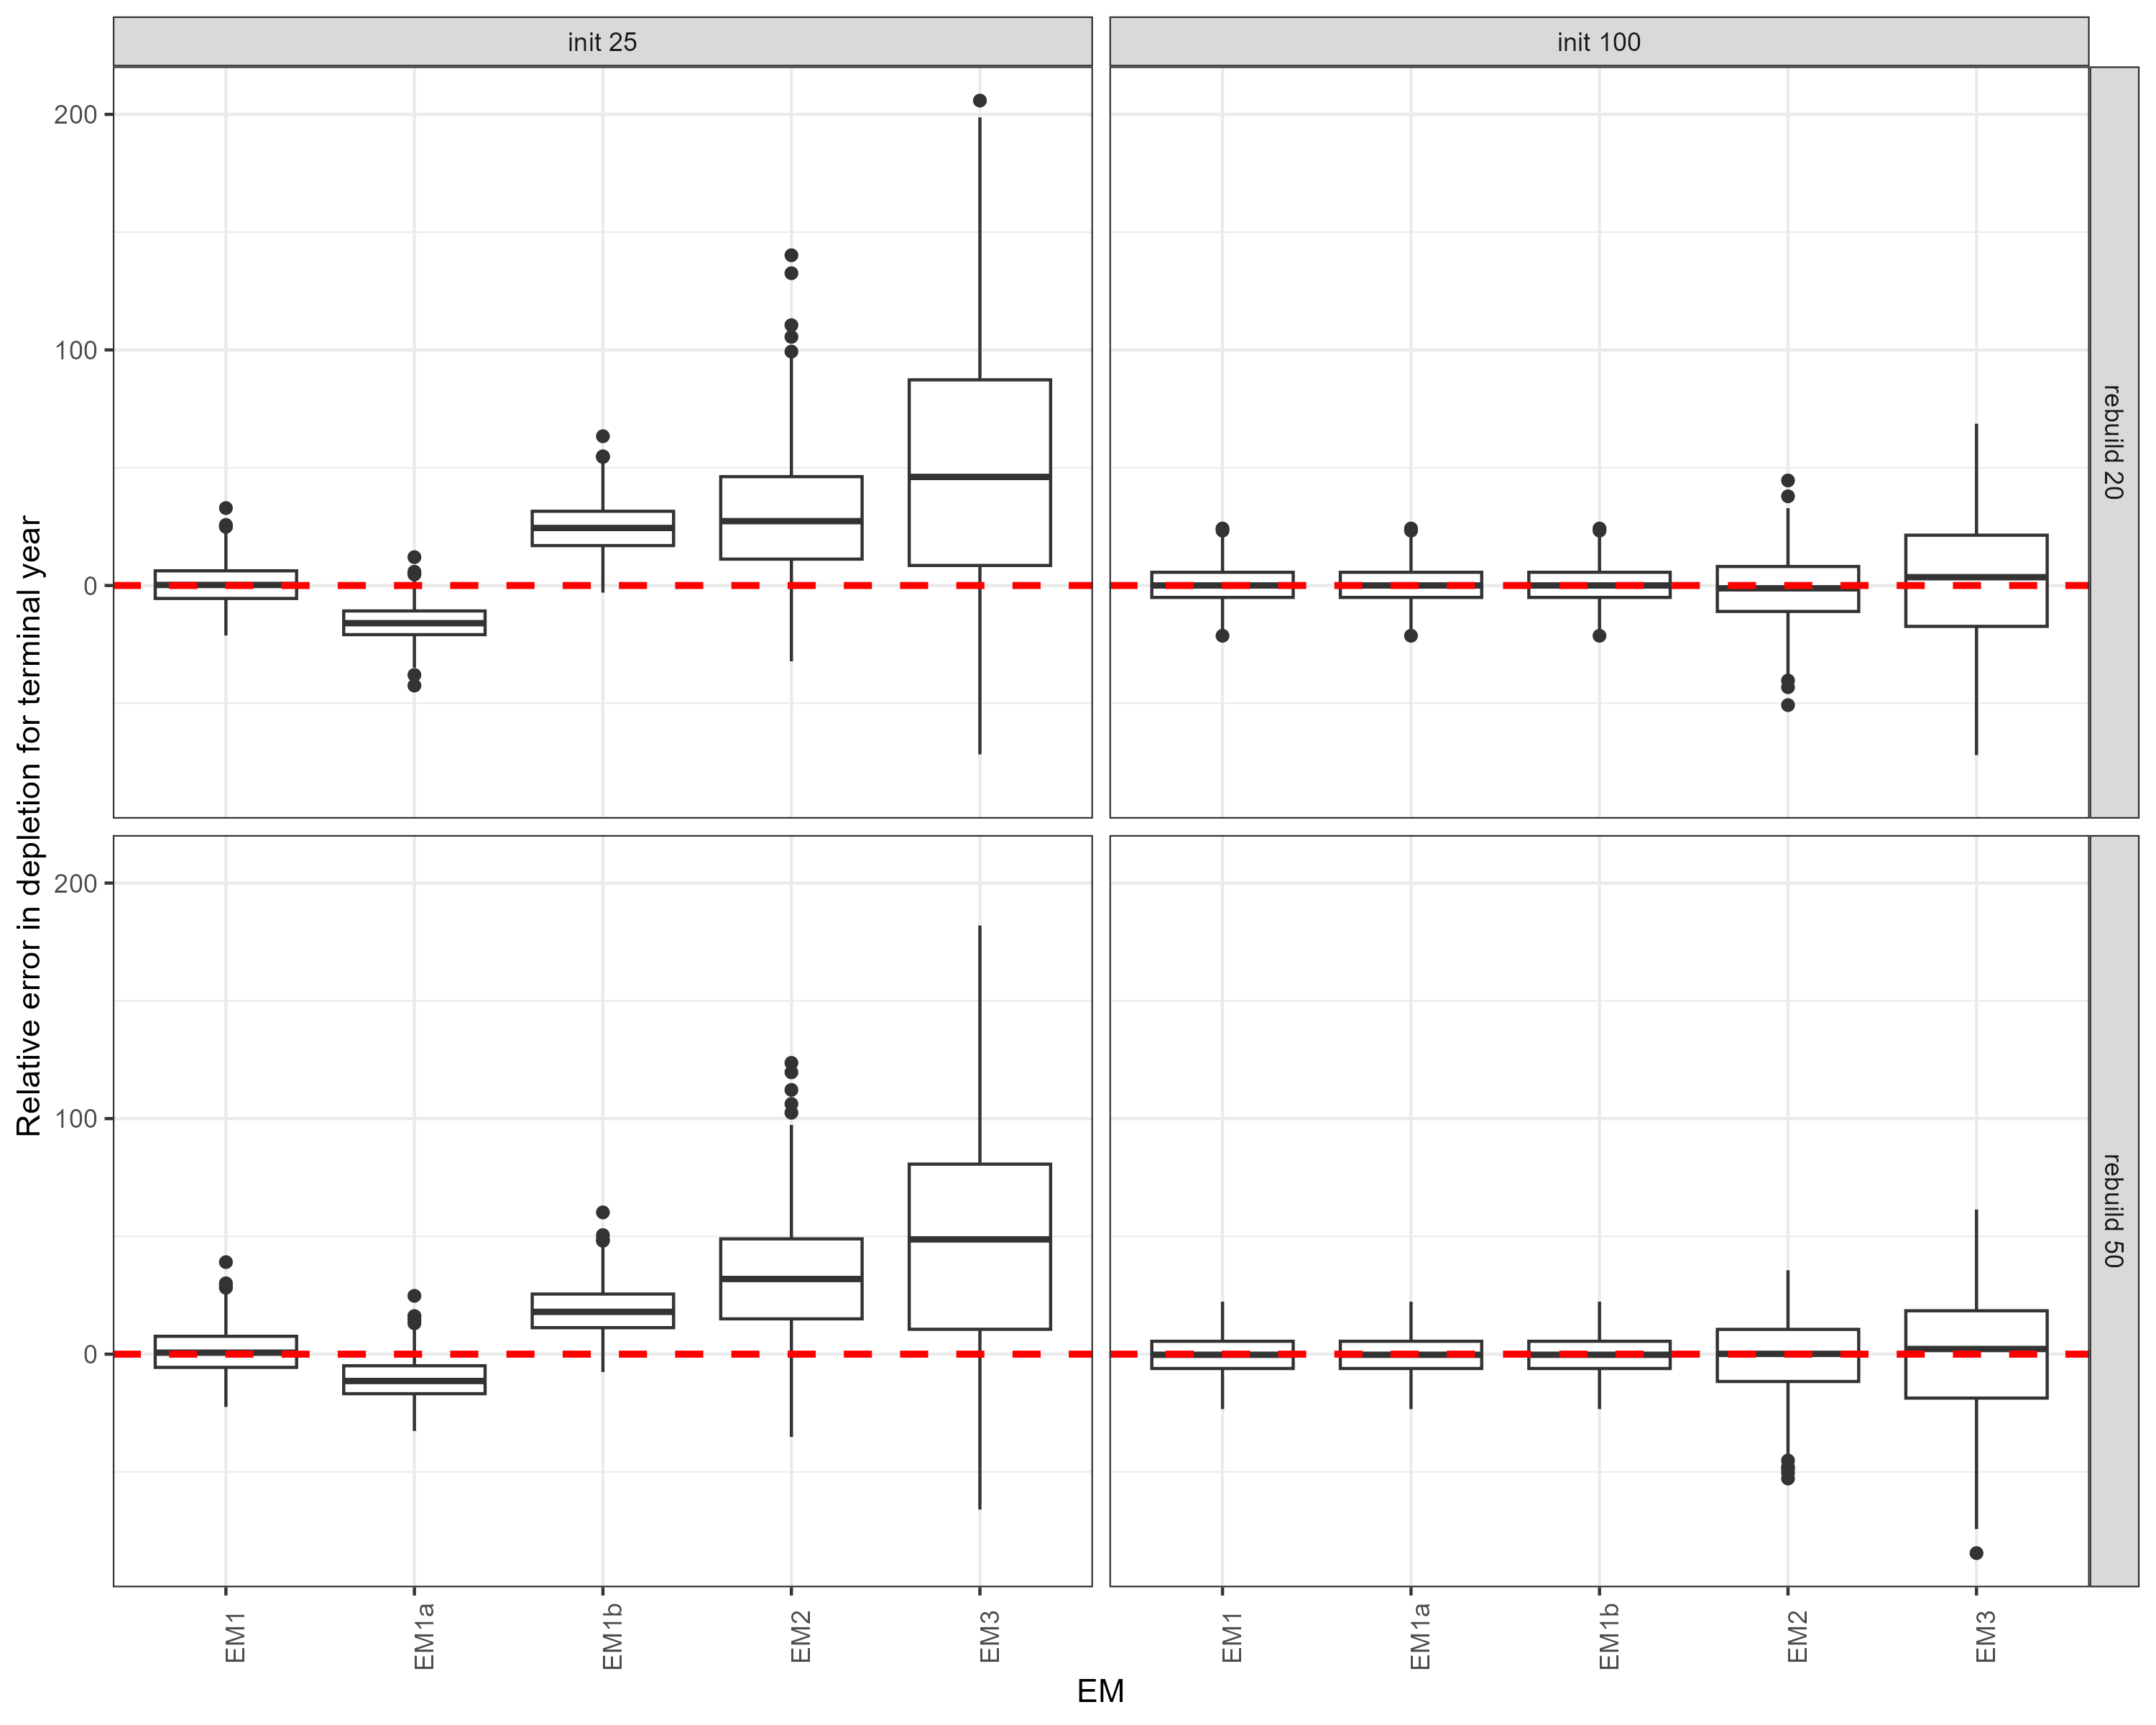 init 25
init 100
Relative error in depletion for terminal year
200
100
0
rebuild 20
200
100
0
rebuild 50
EM1
EM1a
EM1b
EM2
EM3
EM1
EM1a
EM1b
EM2
EM3
EM